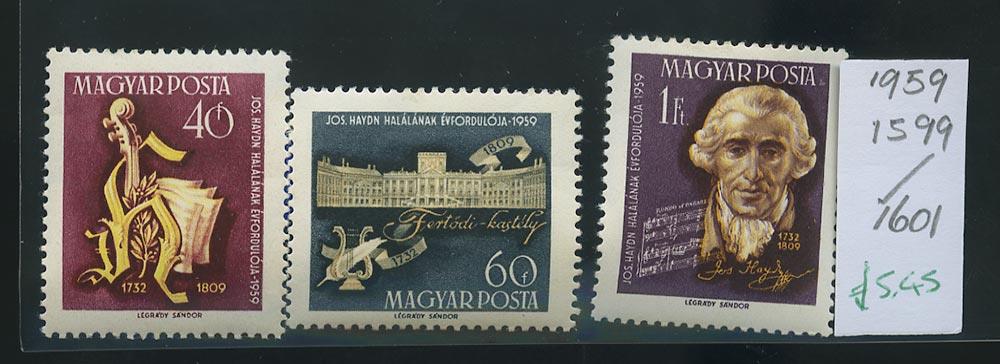 MAGYAR POSTA
40f
JOS. HAYDN HALÁLÁNAK ÉVFORDULÓJA-1959
H
1732 1809
LÉGRÁDY SÁNDOR
JOS. HAYDN HALÁLÁNAK ÉVFORDULÓJA-1959
1809
Fertődi-kastély
1732
60f
MAGYAR POSTA
LÉGRÁDY SÁNDOR
MAGYAR POSTA
1Ft.
JOS. HAYDN HALÁLÁNAK ÉVFORDULÓJA-1959
1732
1809
Jos Haydn
LÉGRÁDY SÁNDOR
1959
1599
/
1601
£5.45